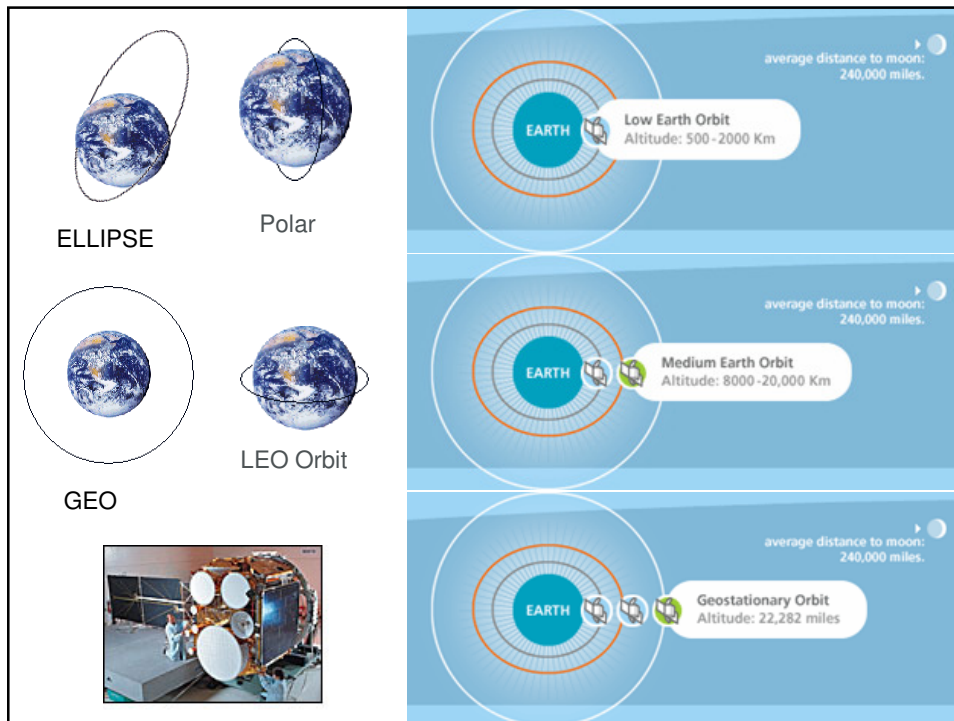 ELLIPSE
Polar
GEO
LEO Orbit
average distance to moon:
240,000 miles.
EARTH
Low Earth Orbit
Altitude: 500-2000 Km
average distance to moon:
240,000 miles.
EARTH
Medium Earth Orbit
Altitude: 8000-20,000 Km
average distance to moon:
240,000 miles.
EARTH
Geostationary Orbit
Altitude: 22,282 miles